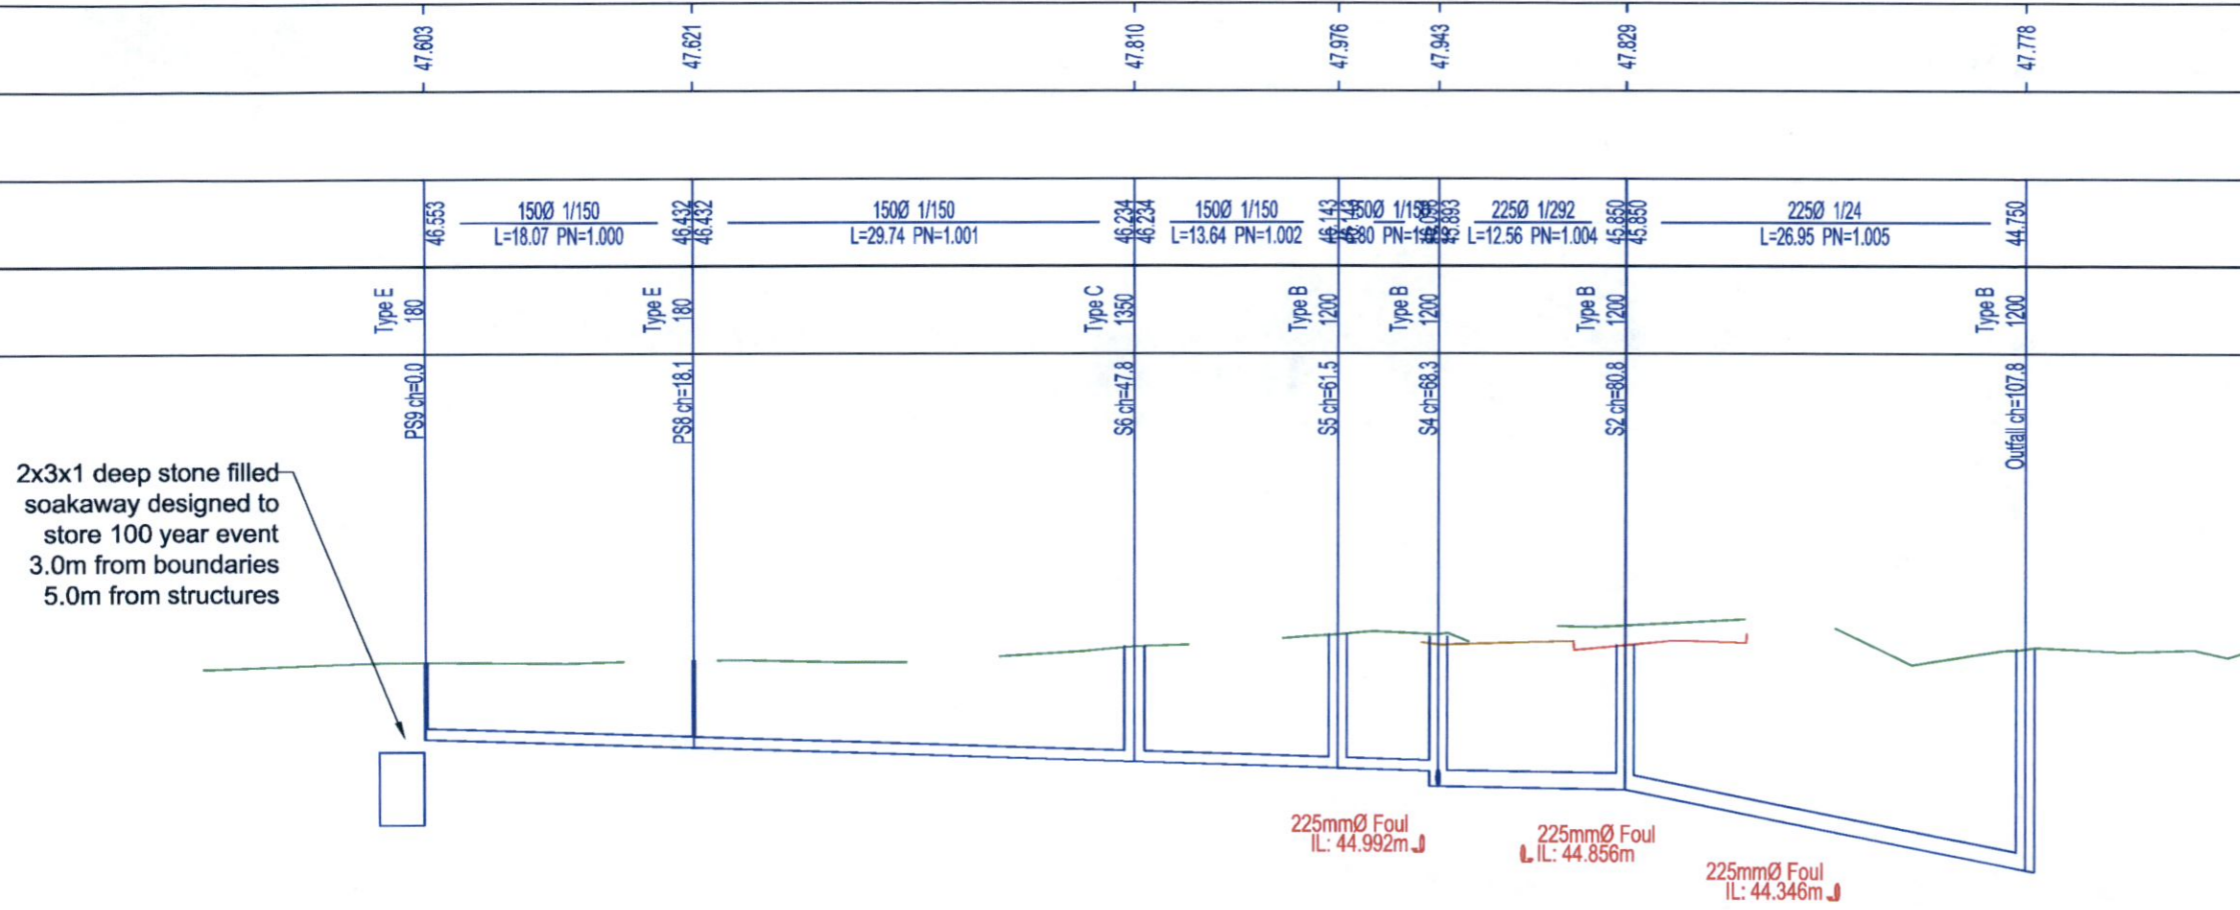 47.603
47.621
47.810
47.976
47.943
47.829
47.778
46.553
150Ø 1/150
L=18.07 PN=1.000
46.432
46.432
150Ø 1/150
L=29.74 PN=1.001
46.234
46.234
150Ø 1/150
L=13.64 PN=1.002
46.143
45.893
225Ø 1/292
L=12.56 PN=1.004
45.850
45.850
225Ø 1/24
L=26.95 PN=1.005
44.750
Type E
180
Type E
180
Type C
1350
Type B
1200
Type B
1200
Type B
1200
Type B
1200
PS9 ch=0.0
PS8 ch=18.1
S6 ch=47.8
S5 ch=61.5
S4 ch=68.3
S2 ch=80.8
Outfall ch=107.8
2x3x1 deep stone filled
soakaway designed to
store 100 year event
3.0m from boundaries
5.0m from structures
225mmØ Foul
IL: 44.992m
225mmØ Foul
IL: 44.856m
225mmØ Foul
IL: 44.346m